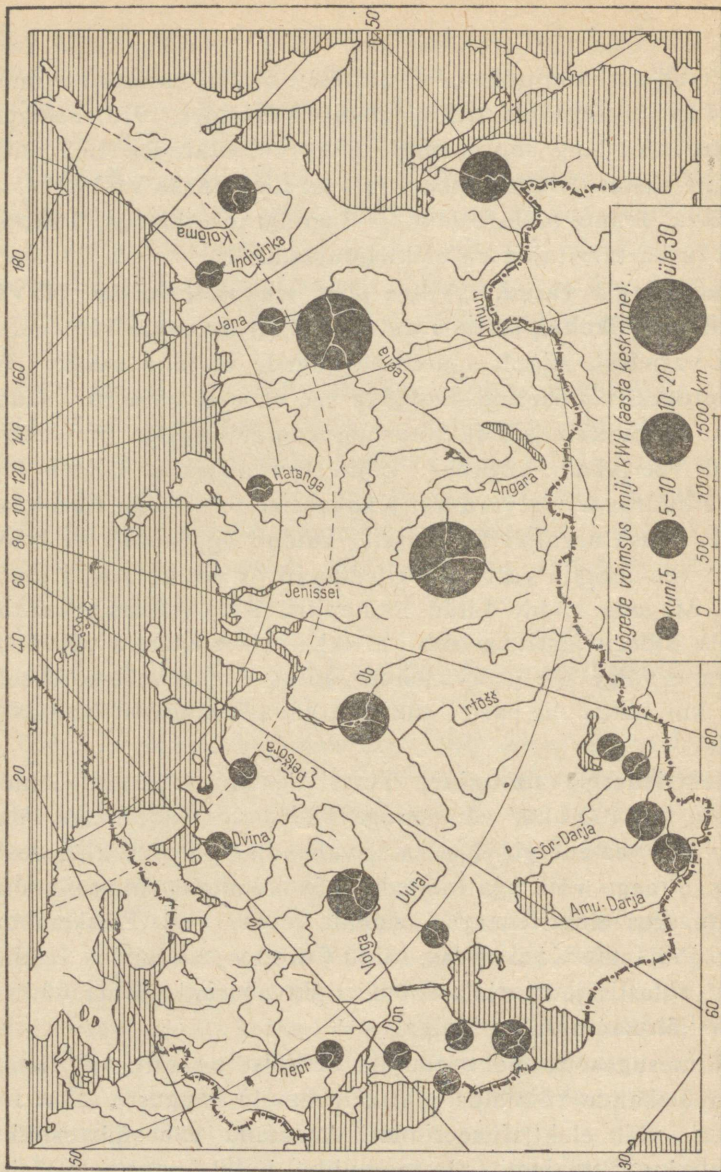 50
180
160
140
120
100
80
60
40
20
50
Kolõma
Indigirka
Jana
Leena
Amuur
Hatanga
Angara
Jenissei
Ob
Irtõšš
Petšora
Dvina
Uural
Volga
Sõr-Darja
Amu-Darja
Don
Dnepr
80
60
30
Jõgede võimsus milj. kWh (aasta keskmine):
kuni 5
5-10
10-20
üle 30
0 500 1000 1500 km